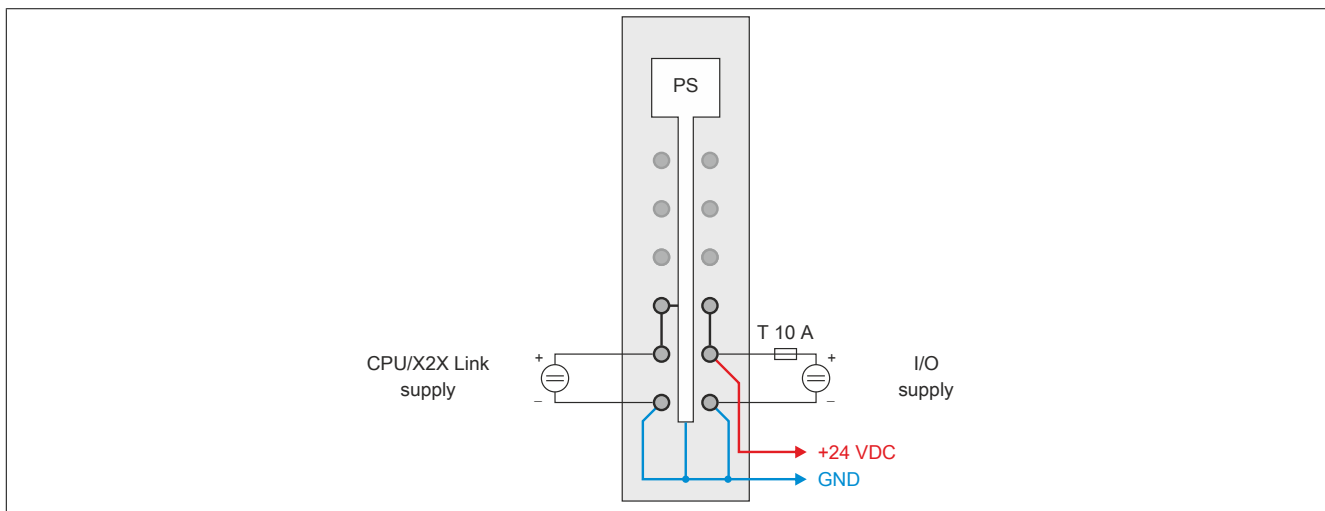 PS
T 10 A
CPU/X2X Link
supply
+
–
+
–
I/O
supply
+24 VDC
GND